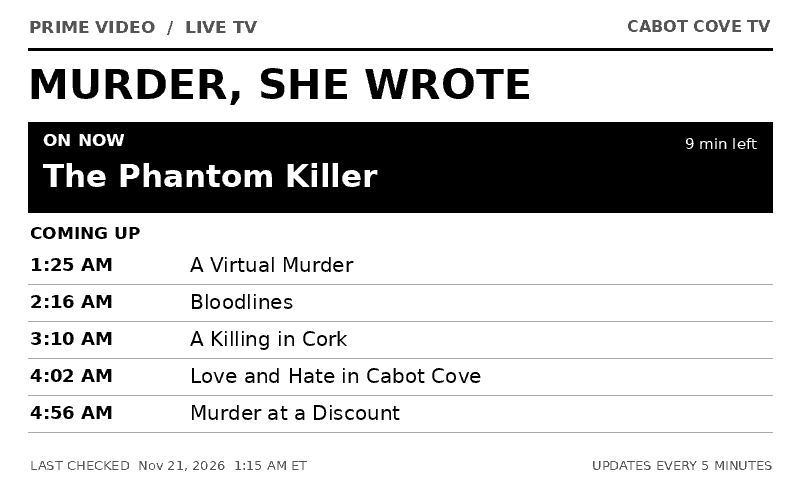 PRIME VIDEO / LIVE TV
CABOT COVE TV
MURDER, SHE WROTE
ON NOW
9 min left
The Phantom Killer
COMING UP
1:25 AM A Virtual Murder
2:16 AM Bloodlines
3:10 AM A Killing in Cork
4:02 AM Love and Hate in Cabot Cove
4:56 AM Murder at a Discount
LAST CHECKED Nov 21, 2026 1:15 AM ET
UPDATES EVERY 5 MINUTES